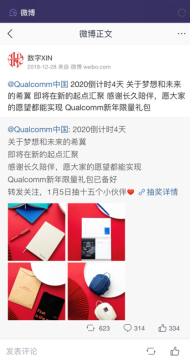 微博
微博正文
数字XIN
2018-12-28 来自 微博 weibo.com
@Qualcomm中国: 2020倒计时4天 关于梦想和未来
的希冀 即将在新的起点汇聚 感谢长久陪伴，愿大家
的愿望都能实现 Qualcomm新年限量礼包
@Qualcomm中国: 2020倒计时4天
关于梦想和未来的希冀
即将在新的起点汇聚
感谢长久陪伴，愿大家的愿望都能实现
Qualcomm新年限量礼包已备好
转发关注，1月5日抽十五个小伙伴❤ 抽奖详情
623 314 334
发表评论